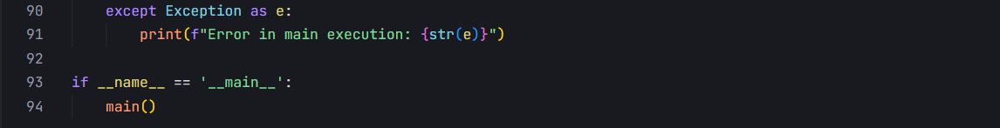 90    except Exception as e:
91        print(f"Error in main execution: {str(e)}")
92
93 if __name__ == '__main__':
94    main()